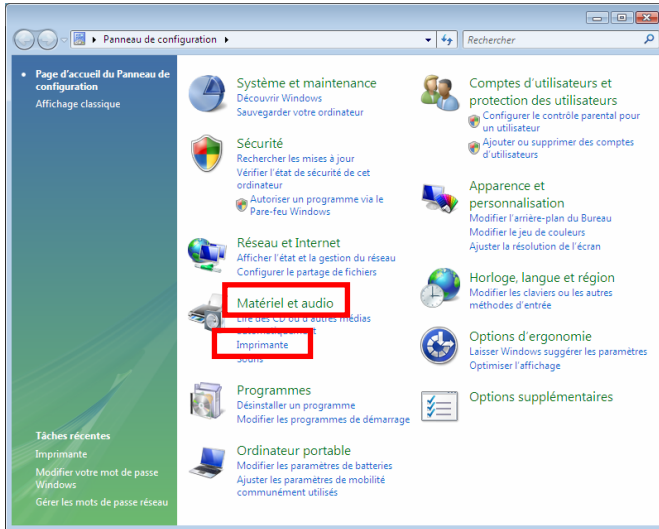 Panneau de configuration
Rechercher
Page d'accueil du Panneau de
configuration
Affichage classique
Système et maintenance
Découvrir Windows
Sauvegarder votre ordinateur
Sécurité
Rechercher les mises à jour
Vérifier l'état de sécurité de cet
ordinateur
Autoriser un programme via le
Pare-feu Windows
Réseau et Internet
Afficher l'état et la gestion du réseau
Configurer le partage de fichiers
Matériel et audio
Lire des CD ou d'autres médias
automatiquement
Imprimante
Souris
Programmes
Désinstaller un programme
Modifier les programmes de démarrage
Ordinateur portable
Modifier les paramètres de batteries
Ajuster les paramètres de mobilité
communément utilisés
Comptes d'utilisateurs et
protection des utilisateurs
Configurer le contrôle parental pour
un utilisateur
Ajouter ou supprimer des comptes
d'utilisateurs
Apparence et
personnalisation
Modifier l'arrière-plan du Bureau
Modifier le jeu de couleurs
Ajuster la résolution de l'écran
Horloge, langue et région
Modifier les claviers ou les autres
méthodes d'entrée
Options d'ergonomie
Laisser Windows suggérer les paramètres
Optimiser l'affichage
Options supplémentaires
Tâches récentes
Imprimante
Modifier votre mot de passe
Windows
Gérer les mots de passe réseau